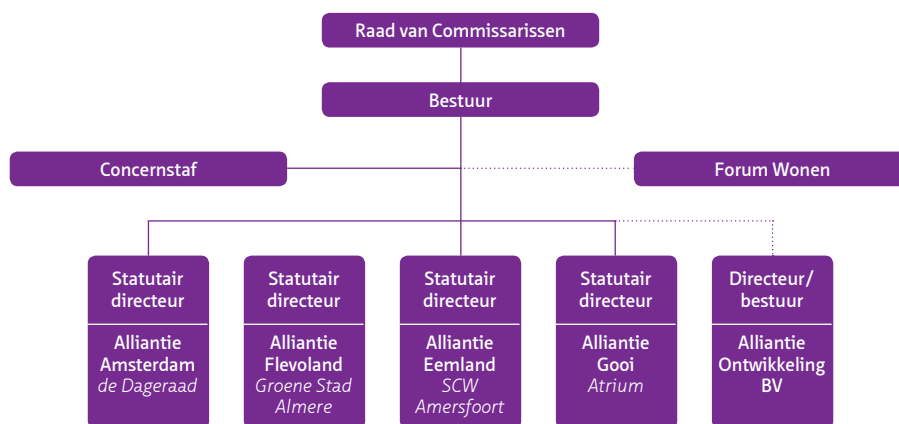 Raad van Commissarissen
Bestuur
Concernstaf
Forum Wonen
Statutair
directeur
Alliantie
Amsterdam
de Dageraad
Statutair
directeur
Alliantie
Flevoland
Groene Stad
Almere
Statutair
directeur
Alliantie
Eemland
SCW
Amersfoort
Statutair
directeur
Alliantie
Gooi
Atrium
Directeur/
bestuur
Alliantie
Ontwikkeling
BV